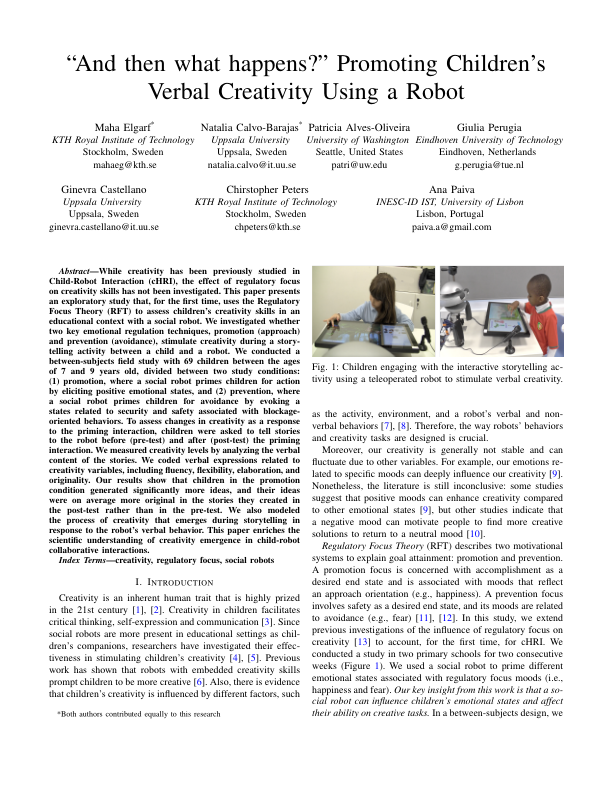 “And then what happens?” Promoting Children’s
Verbal Creativity Using a Robot
Maha Elgarf*
KTH Royal Institute of Technology
Stockholm, Sweden
mahaeg@kth.se
Natalia Calvo-Barajas*
Uppsala University
Uppsala, Sweden
natalia.calvo@it.uu.se
Patricia Alves-Oliveira
University of Washington
Seattle, United States
patri@uw.edu
Giulia Perugia
Eindhoven University of Technology
Eindhoven, Netherlands
g.perugia@tue.nl
Ginevra Castellano
Uppsala University
Uppsala, Sweden
ginevra.castellano@it.uu.se
Chirstopher Peters
KTH Royal Institute of Technology
Stockholm, Sweden
chpeters@kth.se
Ana Paiva
INESC-ID IST, University of Lisbon
Lisbon, Portugal
paiva.a@gmail.com
Abstract—While creativity has been previously studied in
Child-Robot Interaction (cHRI), the effect of regulatory focus
on creativity skills has not been investigated. This paper presents
an exploratory study that, for the first time, uses the Regulatory
Focus Theory (RFT) to assess children’s creativity skills in an
educational context with a social robot. We investigated whether
two key emotional regulation techniques, promotion (approach)
and prevention (avoidance), stimulate creativity during a story-
telling activity between a child and a robot. We conducted a
between-subjects field study with 69 children between the ages
of 7 and 9 years old, divided between two study conditions:
(1) promotion, where a social robot primes children for action
by eliciting positive emotional states, and (2) prevention, where
a social robot primes children for avoidance by evoking a
states related to security and safety associated with blockage-
oriented behaviors. To assess changes in creativity as a response
to the priming interaction, children were asked to tell stories
to the robot before (pre-test) and after (post-test) the priming
interaction. We measured creativity levels by analyzing the verbal
content of the stories. We coded verbal expressions related to
creativity variables, including fluency, flexibility, elaboration, and
originality. Our results show that children in the promotion
condition generated significantly more ideas, and their ideas
were on average more original in the stories they created in
the post-test rather than in the pre-test. We also modeled
the process of creativity that emerges during storytelling in
response to the robot’s verbal behavior. This paper enriches the
scientific understanding of creativity emergence in child-robot
collaborative interactions.
Index Terms—creativity, regulatory focus, social robots
I. INTRODUCTION
Creativity is an inherent human trait that is highly prized
in the 21st century [1], [2]. Creativity in children facilitates
critical thinking, self-expression and communication [3]. Since
social robots are more present in educational settings as chil-
dren’s companions, researchers have investigated their effec-
tiveness in stimulating children’s creativity [4], [5]. Previous
work has shown that robots with embedded creativity skills
prompt children to be more creative [6]. Also, there is evidence
that children’s creativity is influenced by different factors, such
*Both authors contributed equally to this research
Fig. 1: Children engaging with the interactive storytelling ac-
tivity using a teleoperated robot to stimulate verbal creativity.
as the activity, environment, and a robot’s verbal and non-
verbal behaviors [7], [8]. Therefore, the way robots’ behaviors
and creativity tasks are designed is crucial.
Moreover, our creativity is generally not stable and can
fluctuate due to other variables. For example, our emotions re-
lated to specific moods can deeply influence our creativity [9].
Nonetheless, the literature is still inconclusive: some studies
suggest that positive moods can enhance creativity compared
to other emotional states [9], but other studies indicate that
a negative mood can motivate people to find more creative
solutions to return to a neutral mood [10].
Regulatory Focus Theory (RFT) describes two motivational
systems to explain goal attainment: promotion and prevention.
A promotion focus is concerned with accomplishment as a
desired end state and is associated with moods that reflect
an approach orientation (e.g., happiness). A prevention focus
involves safety as a desired end state, and its moods are related
to avoidance (e.g., fear) [11], [12]. In this study, we extend
previous investigations of the influence of regulatory focus on
creativity [13] to account, for the first time, for cHRI. We
conducted a study in two primary schools for two consecutive
weeks (Figure 1). We used a social robot to prime different
emotional states associated with regulatory focus moods (i.e.,
happiness and fear). Our key insight from this work is that a so-
cial robot can influence children’s emotional states and affect
their ability on creative tasks. In a between-subjects design, we